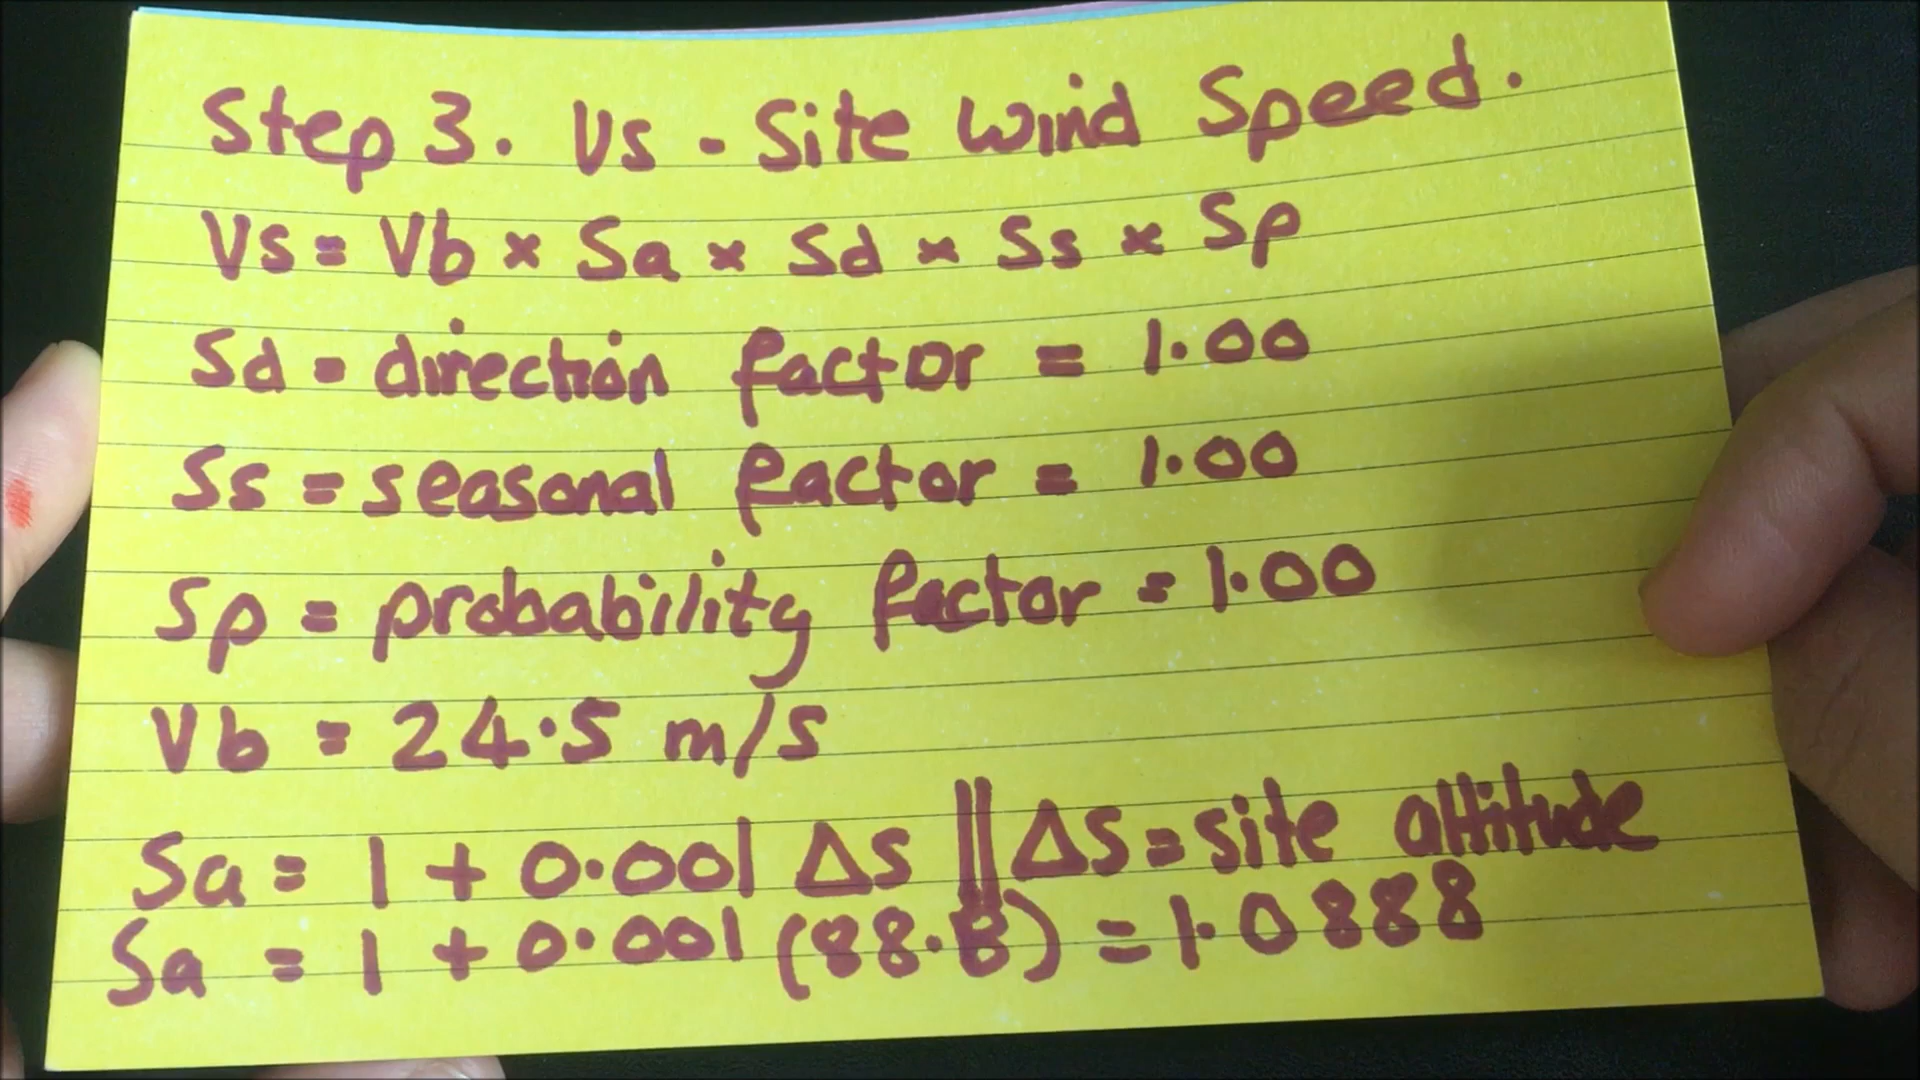 Step 3. Vs - Site Wind Speed.
Vs = Vb × Sa × Sd × Ss × Sp
Sd = direction factor = 1.00
Ss = seasonal factor = 1.00
Sp = probability factor = 1.00
Vb = 24.5 m/s
Sa = 1 + 0.001 Δs || Δs = site altitude
Sa = 1 + 0.001 (88.8) = 1.0888